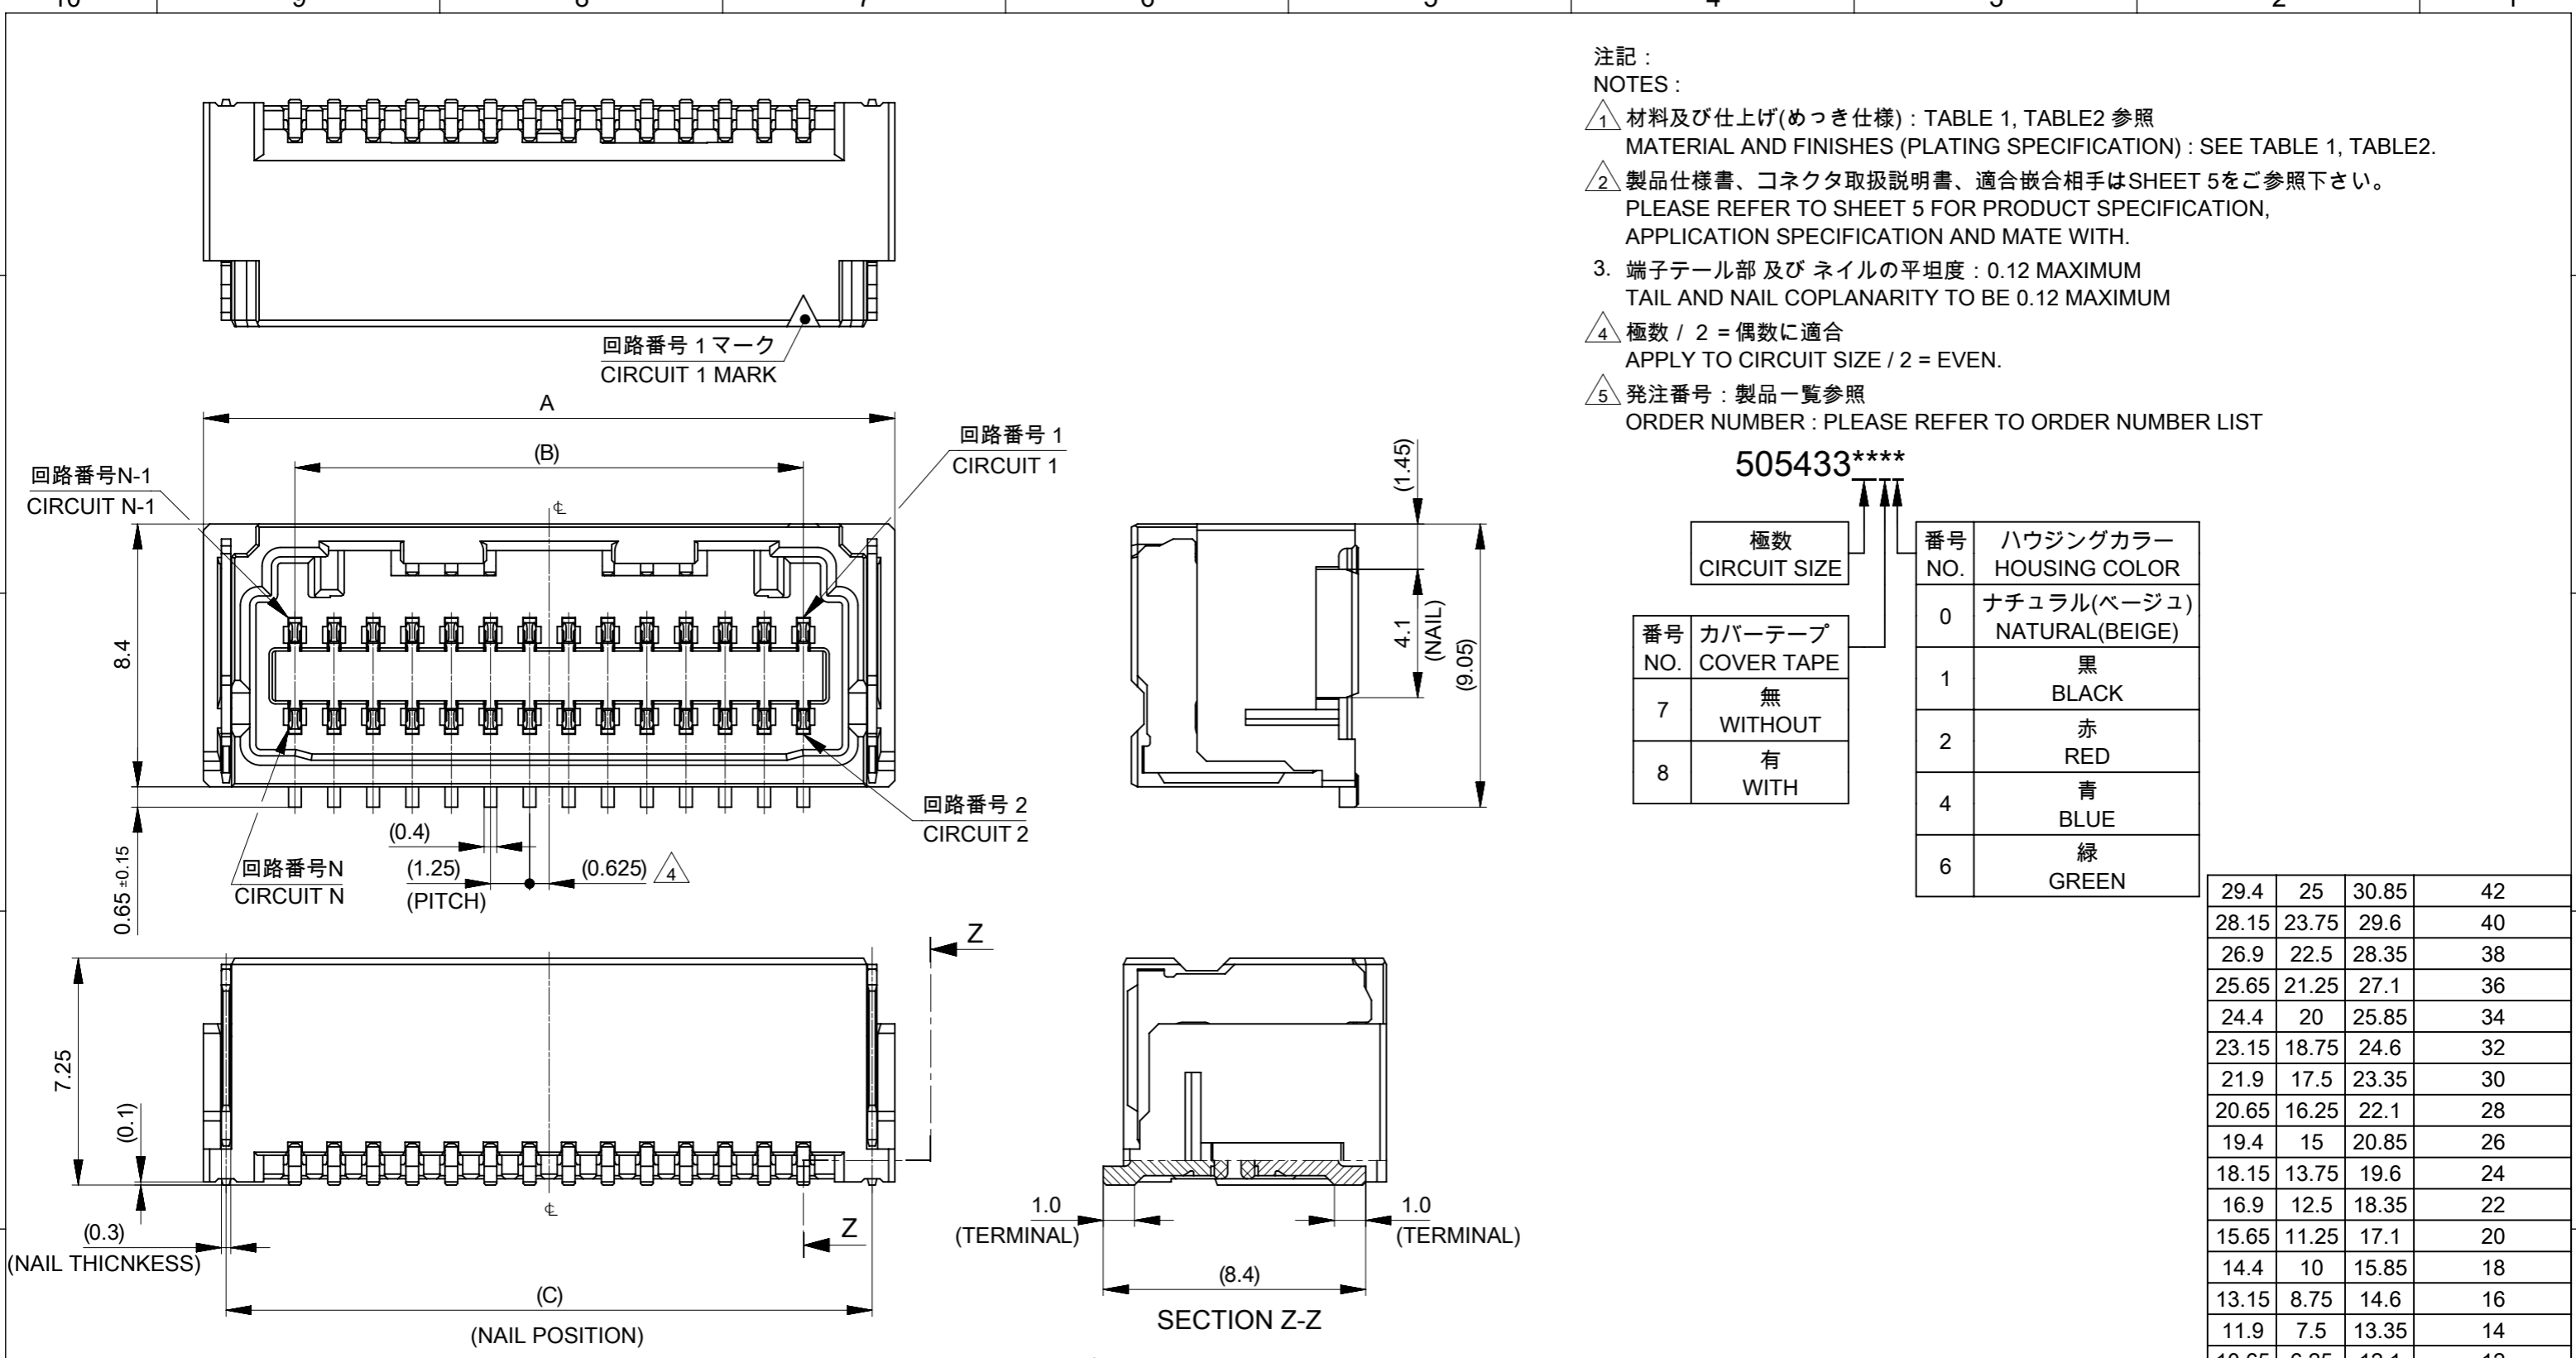 注記 :
NOTES :
1 材料及び仕上げ(めっき仕様) : TABLE 1, TABLE2 参照
MATERIAL AND FINISHES (PLATING SPECIFICATION) : SEE TABLE 1, TABLE2.
2 製品仕様書、コネクタ取扱説明書、適合嵌合相手はSHEET 5をご参照下さい。
PLEASE REFER TO SHEET 5 FOR PRODUCT SPECIFICATION,
APPLICATION SPECIFICATION AND MATE WITH.
3. 端子テール部 及び ネイルの平坦度 : 0.12 MAXIMUM
TAIL AND NAIL COPLANARITY TO BE 0.12 MAXIMUM
4 極数 / 2 = 偶数に適合
APPLY TO CIRCUIT SIZE / 2 = EVEN.
5 発注番号 : 製品一覧参照
ORDER NUMBER : PLEASE REFER TO ORDER NUMBER LIST
505433****
極数
CIRCUIT SIZE
番号 カバーテープ
NO. COVER TAPE
7 無
WITHOUT
8 有
WITH
番号 ハウジングカラー
NO. HOUSING COLOR
0 ナチュラル(ベージュ)
NATURAL(BEIGE)
1 黒
BLACK
2 赤
RED
4 青
BLUE
6 緑
GREEN
回路番号 1 マーク
CIRCUIT 1 MARK
A
(B)
回路番号 1
CIRCUIT 1
回路番号N-1
CIRCUIT N-1
℄
8.4
0.65 ±0.15
回路番号 2
CIRCUIT 2
回路番号N
CIRCUIT N
(0.4)
(1.25)
(PITCH)
(0.625) 4
(1.45)
4.1
(NAIL)
(9.05)
Z
7.25
(0.1)
℄
Z
(0.3)
(NAIL THICNKESS)
(C)
(NAIL POSITION)
1.0
(TERMINAL)
1.0
(TERMINAL)
(8.4)
SECTION Z-Z
29.4 25 30.85 42
28.15 23.75 29.6 40
26.9 22.5 28.35 38
25.65 21.25 27.1 36
24.4 20 25.85 34
23.15 18.75 24.6 32
21.9 17.5 23.35 30
20.65 16.25 22.1 28
19.4 15 20.85 26
18.15 13.75 19.6 24
16.9 12.5 18.35 22
15.65 11.25 17.1 20
14.4 10 15.85 18
13.15 8.75 14.6 16
11.9 7.5 13.35 14